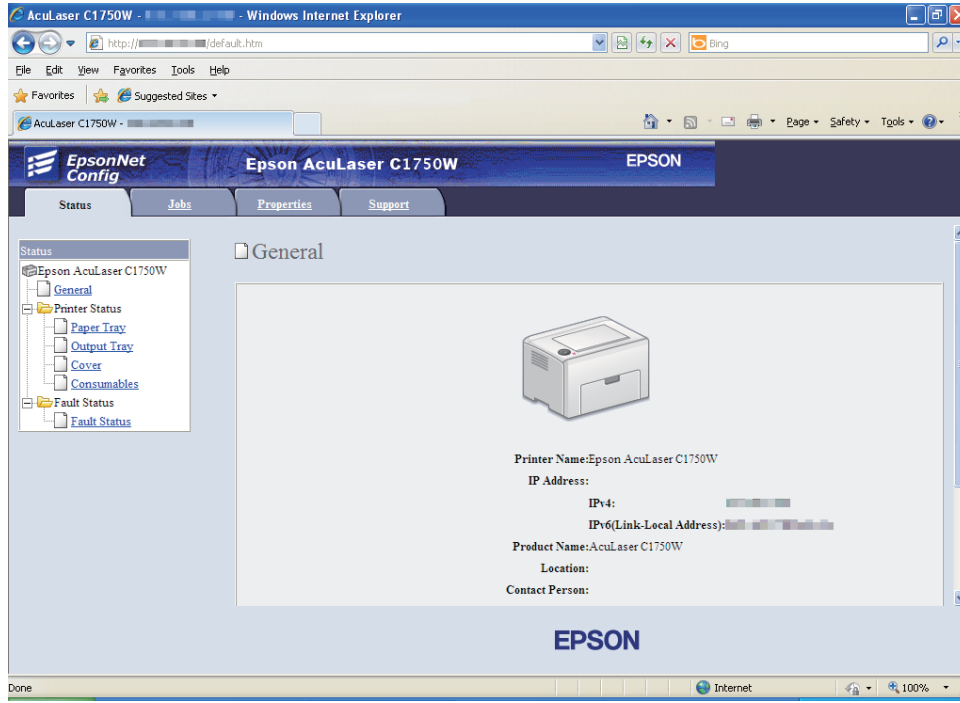 AcuLaser C1750W - - Windows Internet Explorer
http:// /default.htm
Bing
File Edit View Favorites Tools Help
Favorites Suggested Sites
AcuLaser C1750W -
Page Safety Tools
EpsonNet
Config
Epson AcuLaser C1750W
EPSON
Status Jobs Properties Support
Status
Epson AcuLaser C1750W
General
Printer Status
Paper Tray
Output Tray
Cover
Consumables
Fault Status
Fault Status
General
Printer Name:Epson AcuLaser C1750W
IP Address:
IPv4:
IPv6(Link-Local Address):
Product Name:AcuLaser C1750W
Location:
Contact Person:
EPSON
Done Internet 100%